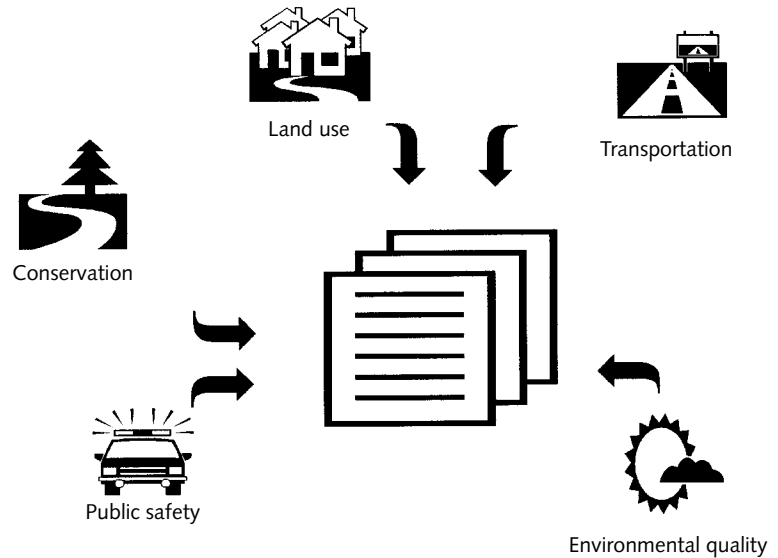 Land use
Transportation
Conservation
Public safety
Environmental quality